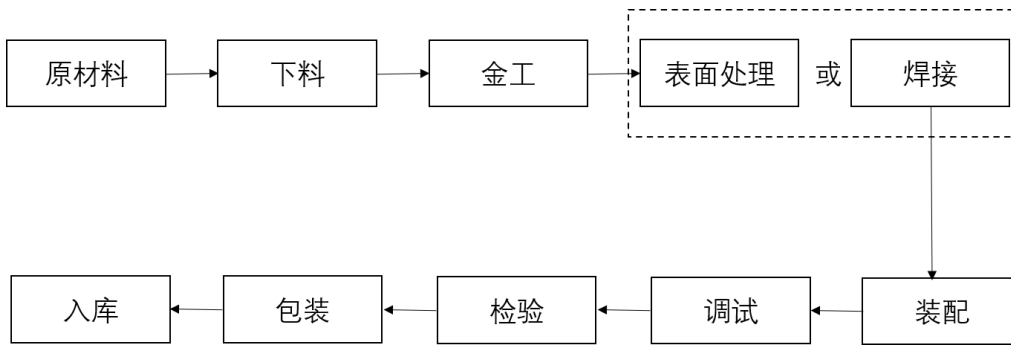 原材料
下料
金工
表面处理
或
焊接
装配
调试
检验
包装
入库